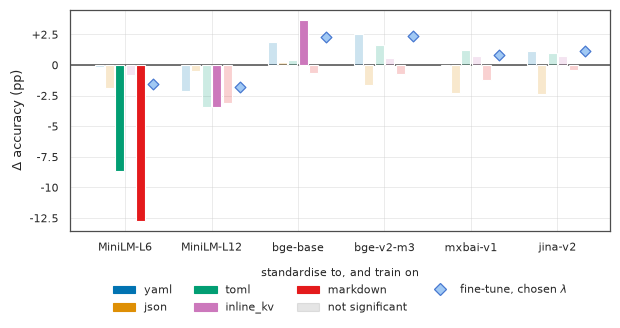 +2.5
0
-2.5
-5
-7.5
-10
-12.5
Δ accuracy (pp)
MiniLM-L6 MiniLM-L12 bge-base bge-v2-m3 mxbai-v1 jina-v2
standardise to, and train on
yaml toml markdown fine-tune, chosen λ
json inline_kv not significant